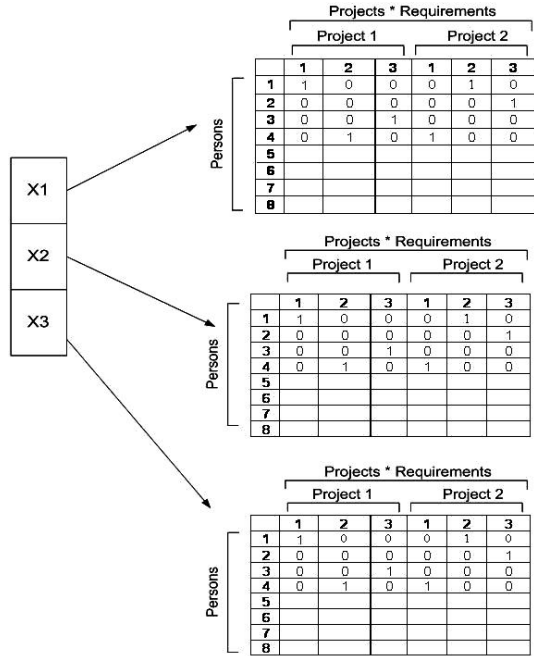 Projects * Requirements
Project 1 Project 2
1 2 3 1 2 3
1 1 0 0 0 1 0
2 0 0 0 0 0 1
3 0 0 1 0 0 0
4 0 1 0 1 0 0
5
6
7
8
Persons
X1
X2
X3
Projects * Requirements
Project 1 Project 2
1 2 3 1 2 3
1 1 0 0 0 1 0
2 0 0 0 0 0 1
3 0 0 1 0 0 0
4 0 1 0 1 0 0
5
6
7
8
Persons
Projects * Requirements
Project 1 Project 2
1 2 3 1 2 3
1 1 0 0 0 1 0
2 0 0 0 0 0 1
3 0 0 1 0 0 0
4 0 1 0 1 0 0
5
6
7
8
Persons